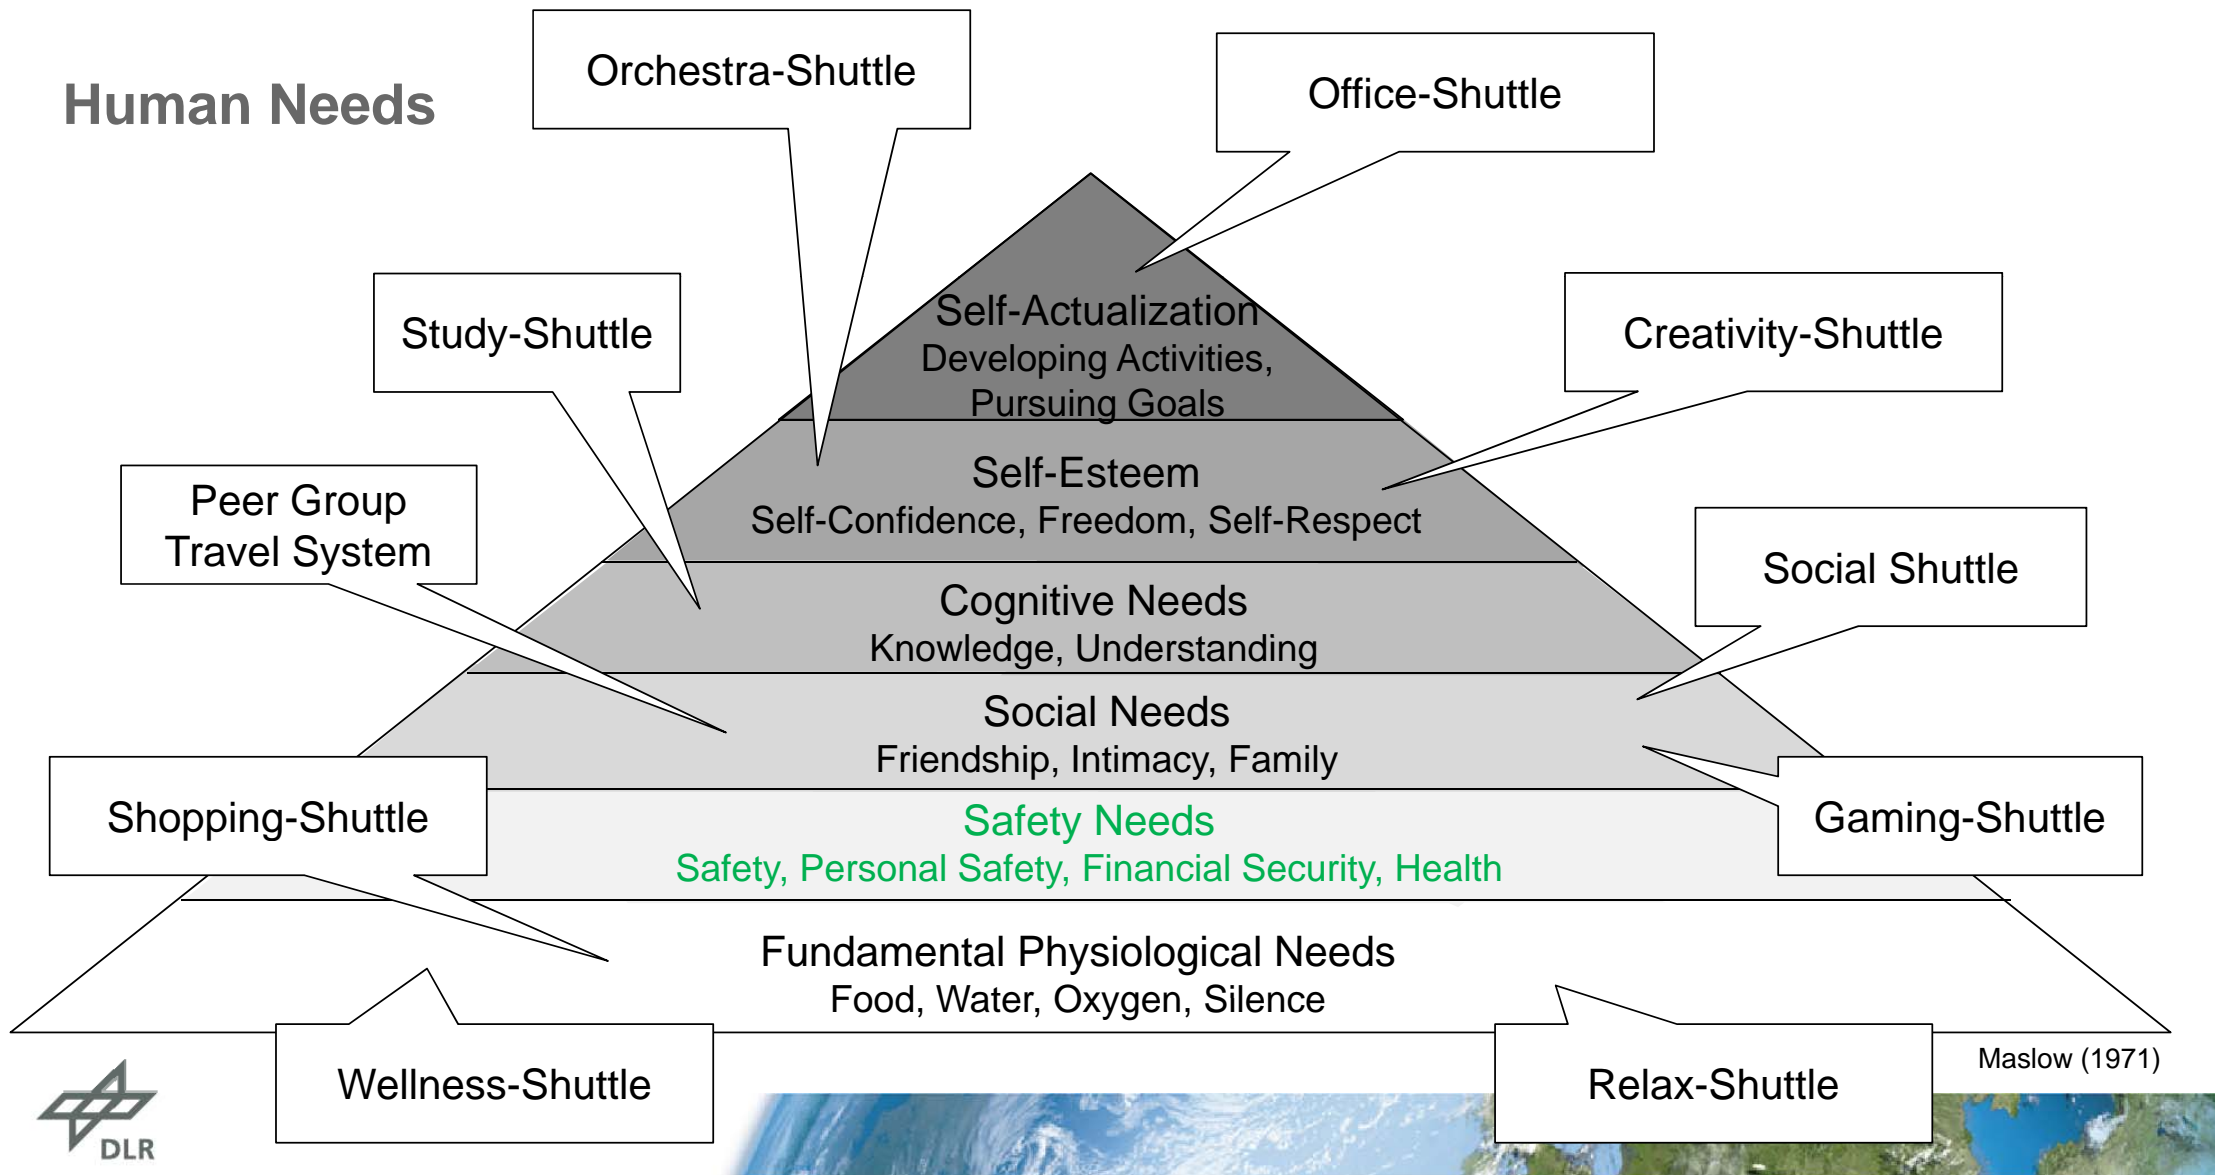 Human Needs
Orchestra-Shuttle
Office-Shuttle
Study-Shuttle
Creativity-Shuttle
Self-Actualization
Developing Activities,
Pursuing Goals
Peer Group
Travel System
Self-Esteem
Self-Confidence, Freedom, Self-Respect
Social Shuttle
Cognitive Needs
Knowledge, Understanding
Social Needs
Friendship, Intimacy, Family
Shopping-Shuttle
Gaming-Shuttle
Safety Needs
Safety, Personal Safety, Financial Security, Health
Fundamental Physiological Needs
Food, Water, Oxygen, Silence
Wellness-Shuttle
Relax-Shuttle
Maslow (1971)
DLR